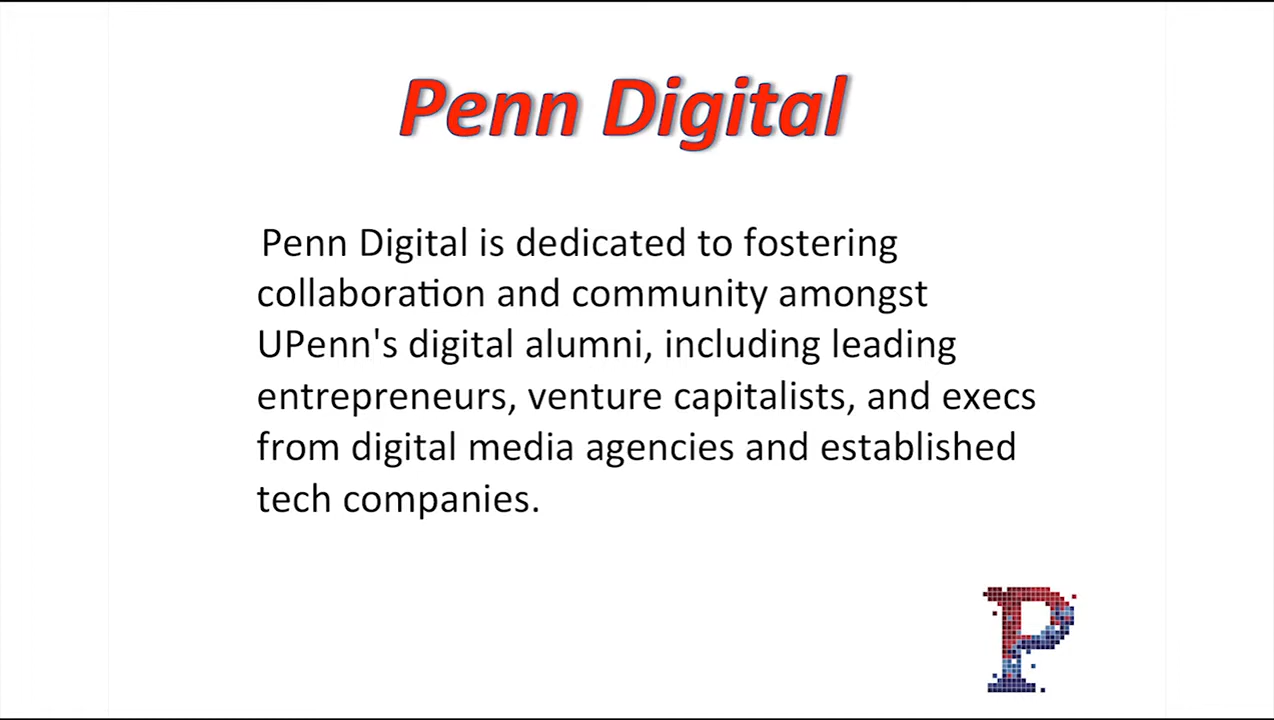 Penn Digital
Penn Digital is dedicated to fostering
collaboration and community amongst
UPenn's digital alumni, including leading
entrepreneurs, venture capitalists, and execs
from digital media agencies and established
tech companies.
P